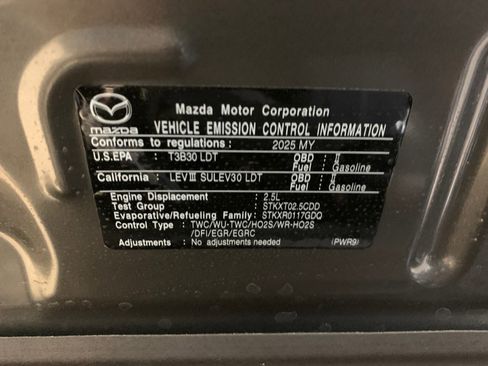 Mazda Motor Corporation
mazda VEHICLE EMISSION CONTROL INFORMATION
Conforms to regulations: 2025 MY
U.S.EPA : T3B30 LDT OBD : II
Fuel : Gasoline
California : LEVIII SULEV30 LDT OBD : II
Fuel : Gasoline
Engine Displacement : 2.5L
Test Group : STKXT02.5CDD
Evaporative/Refueling Family: STKXR0117GDQ
Control Type : TWC/WU-TWC/HO2S/WR-HO2S
/DFI/EGR/EGRC
Adjustments : No adjustments needed (PWR9)